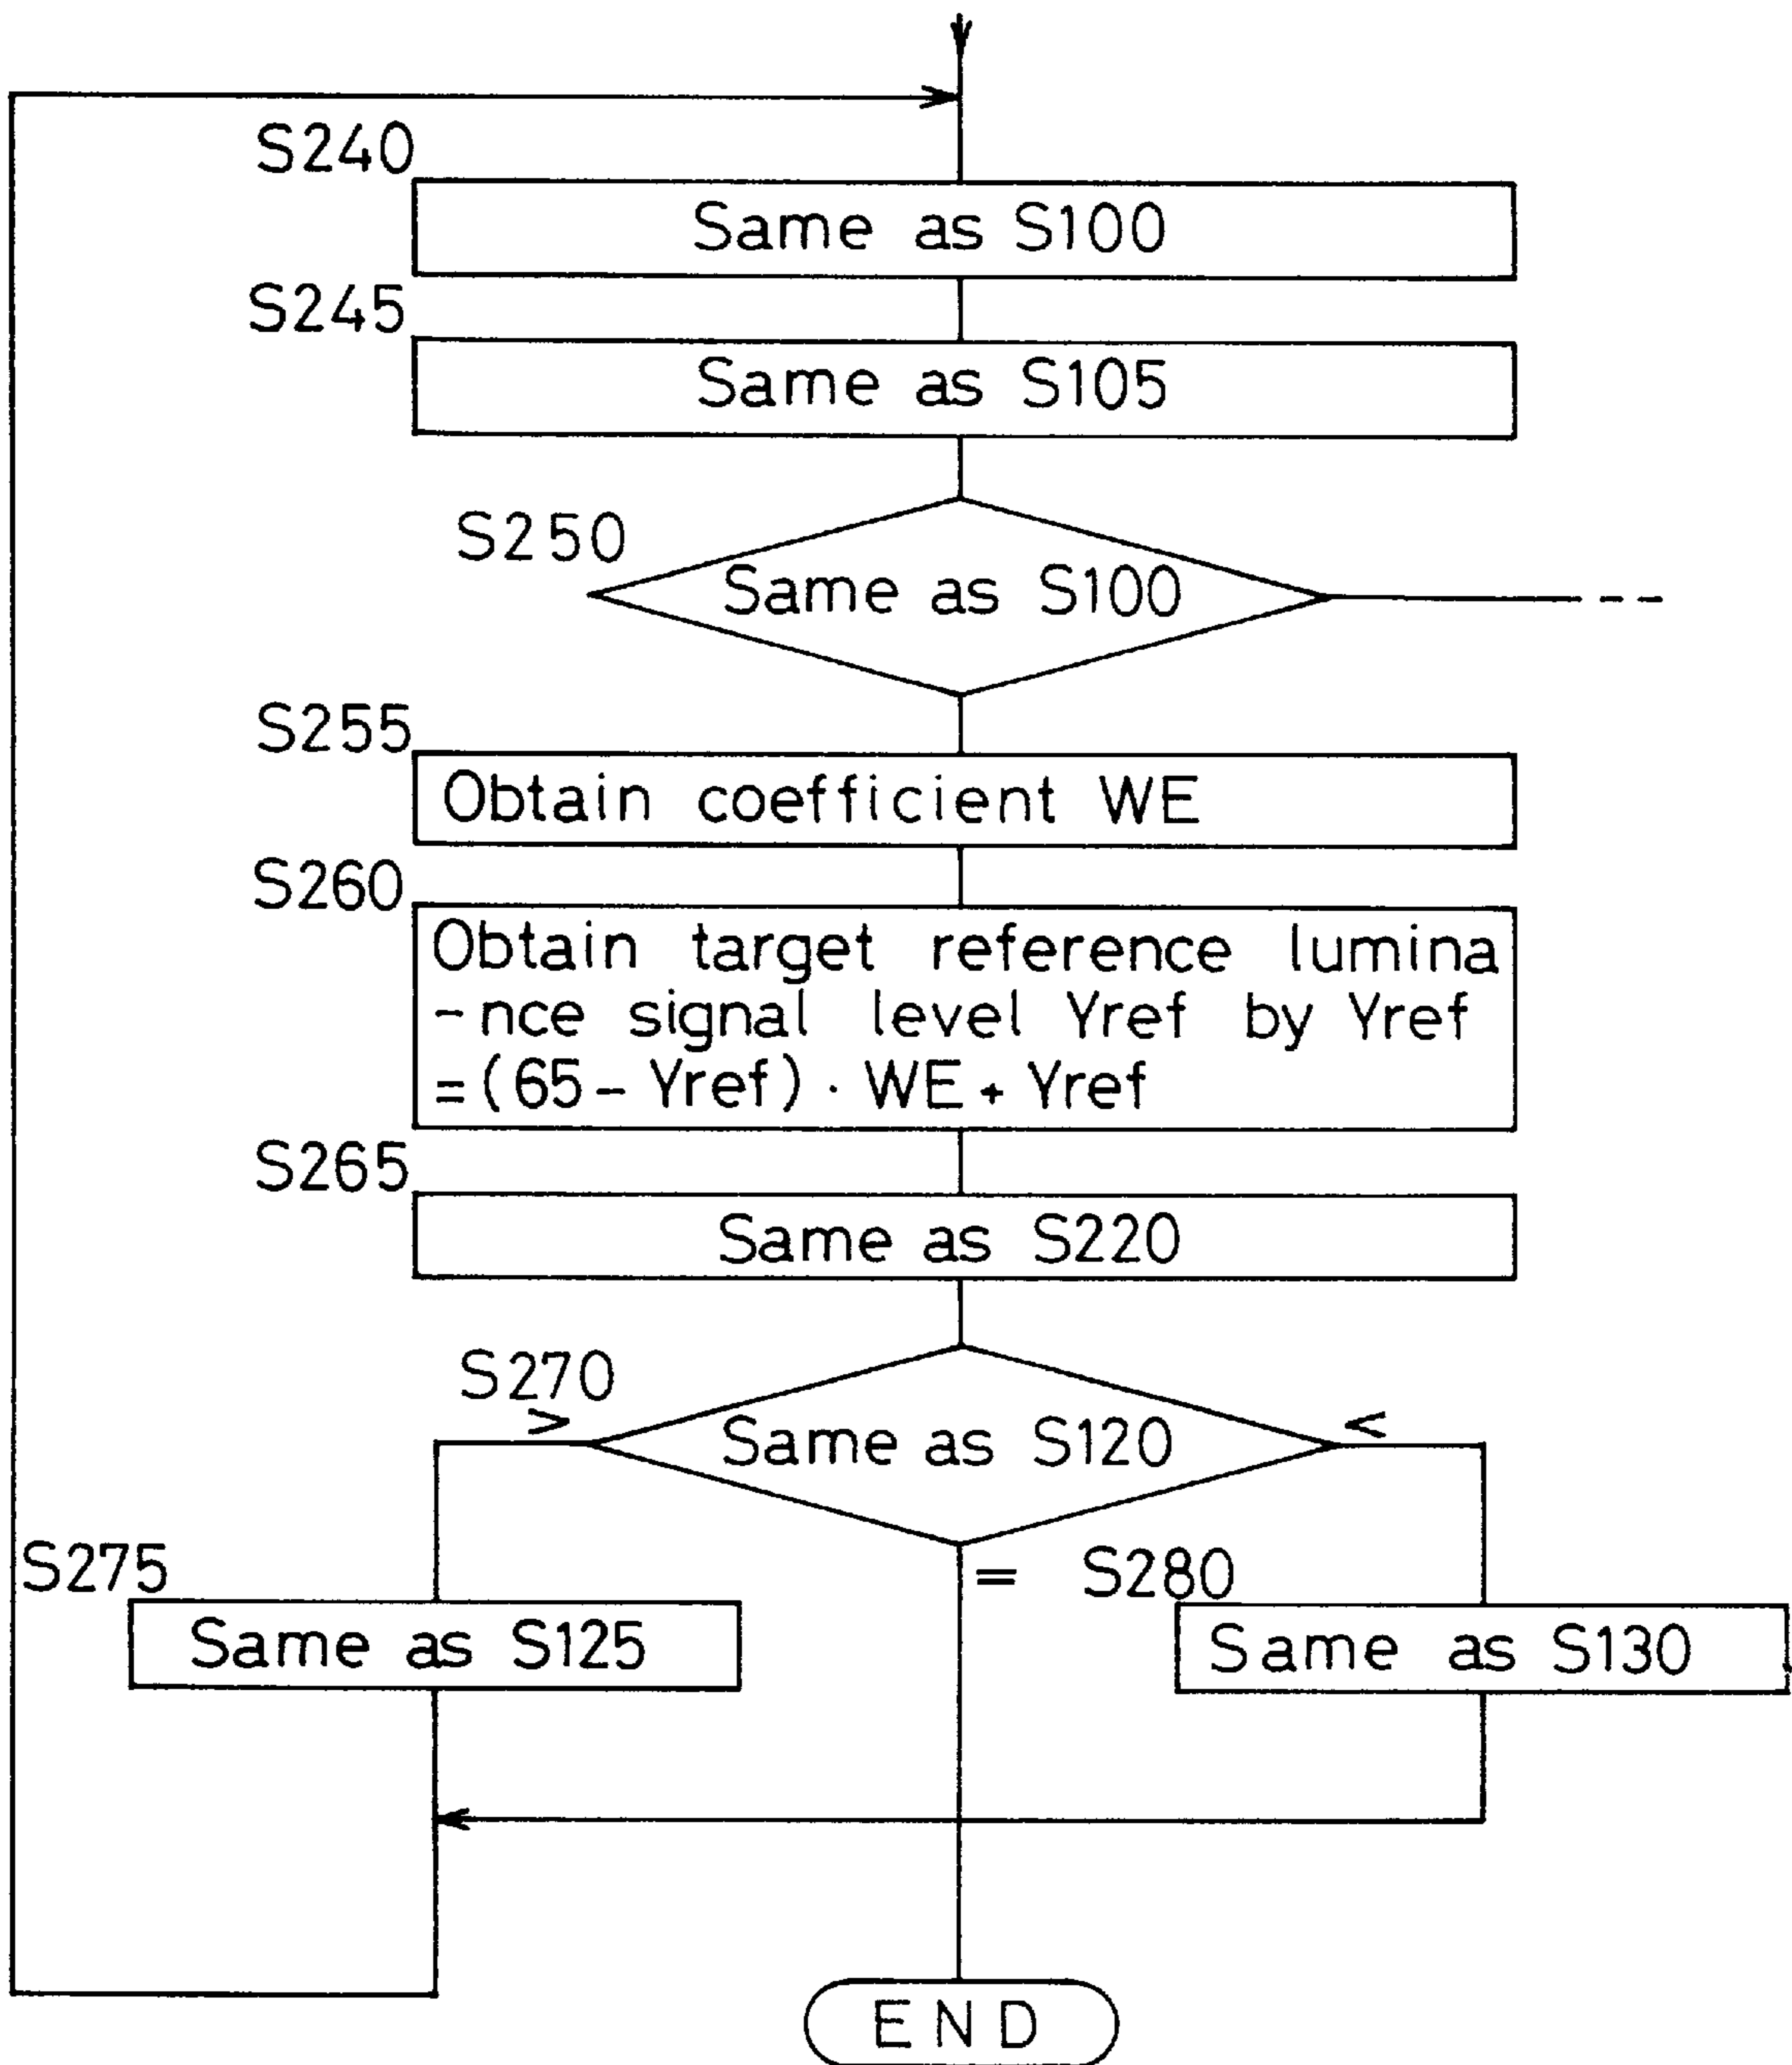 S240
Same as S100
S245
Same as S105
S250
Same as S100
S255
Obtain coefficient WE
S260
Obtain target reference lumina
-nce signal level Yref by Yref
=(65-Yref)·WE+Yref
S265
Same as S220
S270
>
Same as S120
<
=
S275
Same as S125
S280
Same as S130
END